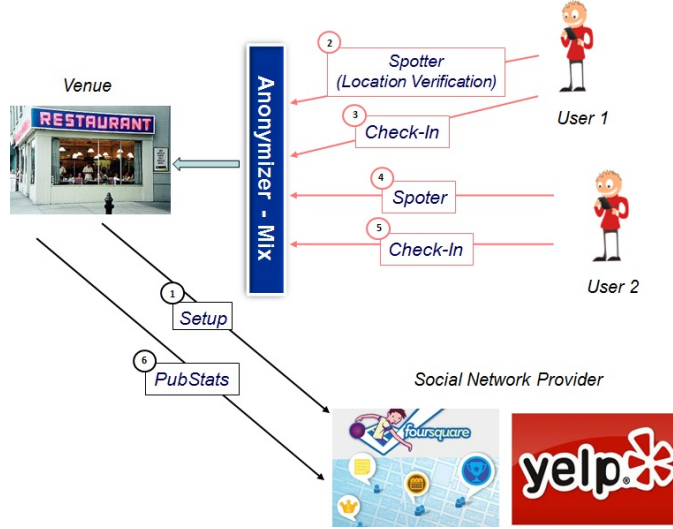 2
Spotter
(Location Verification)
Venue
RESTAURANT
Anonymizer - Mix
3
Check-In
User 1
4
Spoter
5
Check-In
User 2
1
Setup
6
PubStats
Social Network Provider
foursquare
yelp